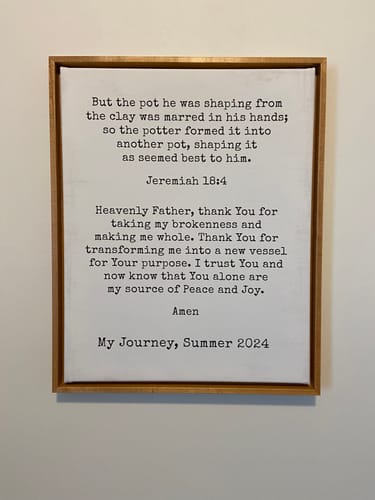 But the pot he was shaping from
the clay was marred in his hands;
so the potter formed it into
another pot, shaping it
as seemed best to him.
Jeremiah 18:4
Heavenly Father, thank You for
taking my brokenness and
making me whole. Thank You for
transforming me into a new vessel
for Your purpose. I trust You and
now know that You alone are
my source of Peace and Joy.
Amen
My Journey, Summer 2024